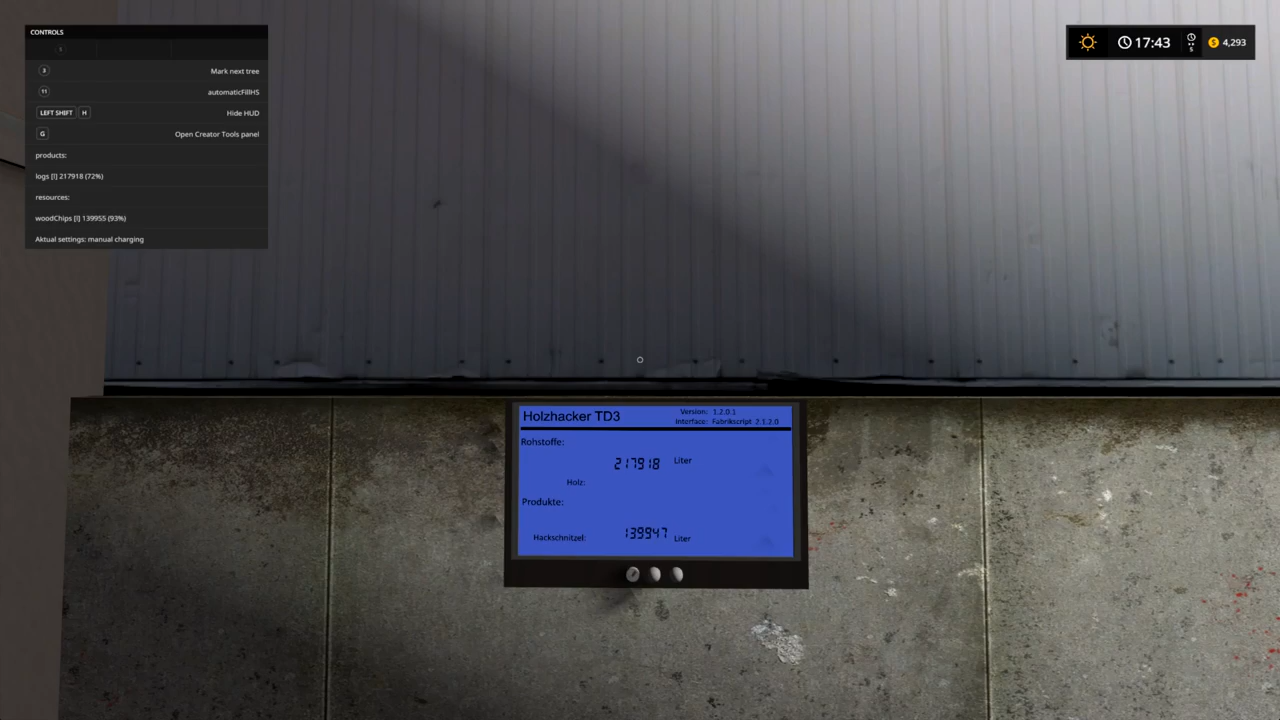 CONTROLS
Mark next tree
automaticFillHS
LEFT SHIFT H Hide HUD
G Open Creator Tools panel
products:
logs [l] 217918 (72%)
resources:
woodChips [l] 139955 (93%)
Aktual settings: manual charging
17:43
5
4,293
Holzhacker TD3
Version: 1.2.0.1
Interface: Fabrikscript 2.1.2.0
Rohstoffe:
217918 Liter
Holz:
Produkte:
Hackschnitzel: 139947 Liter